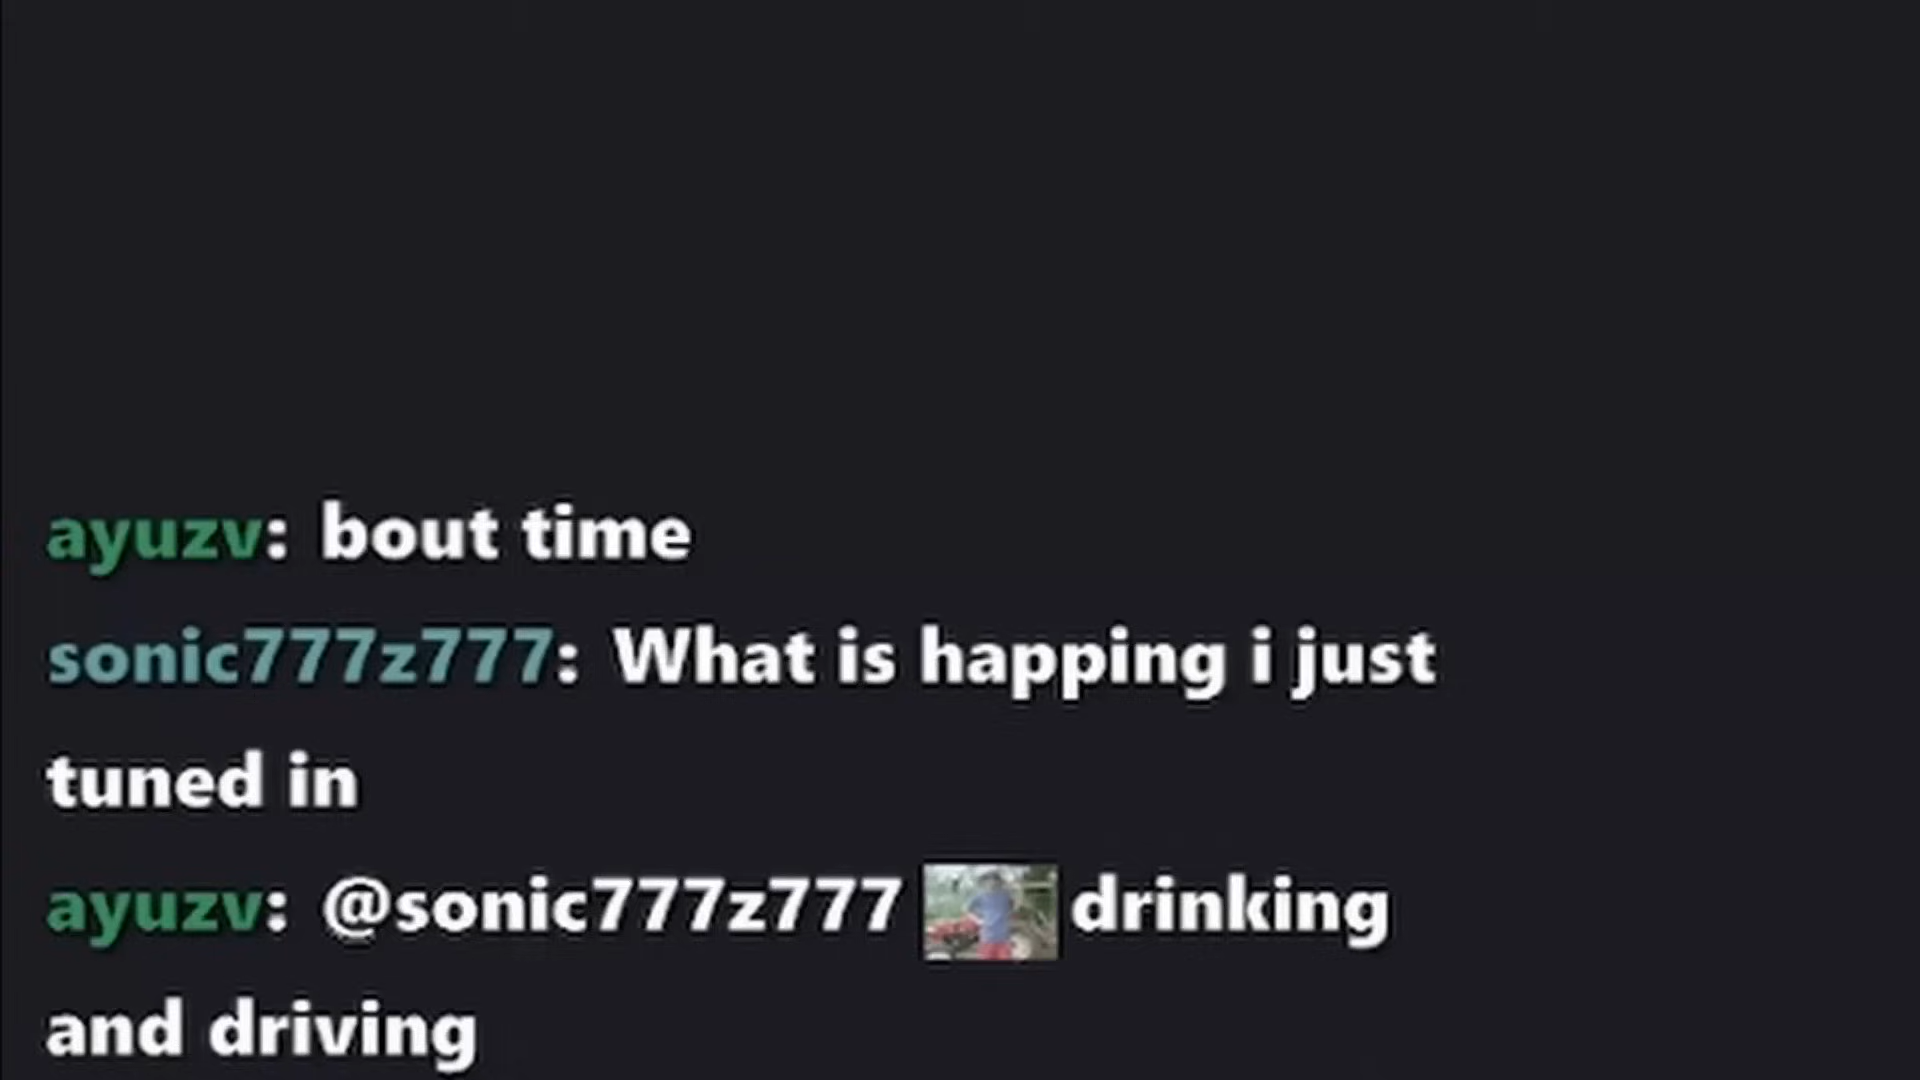 ayuzv: bout time
sonic777z777: What is happing i just
tuned in
ayuzv: @sonic777z777 drinking
and driving